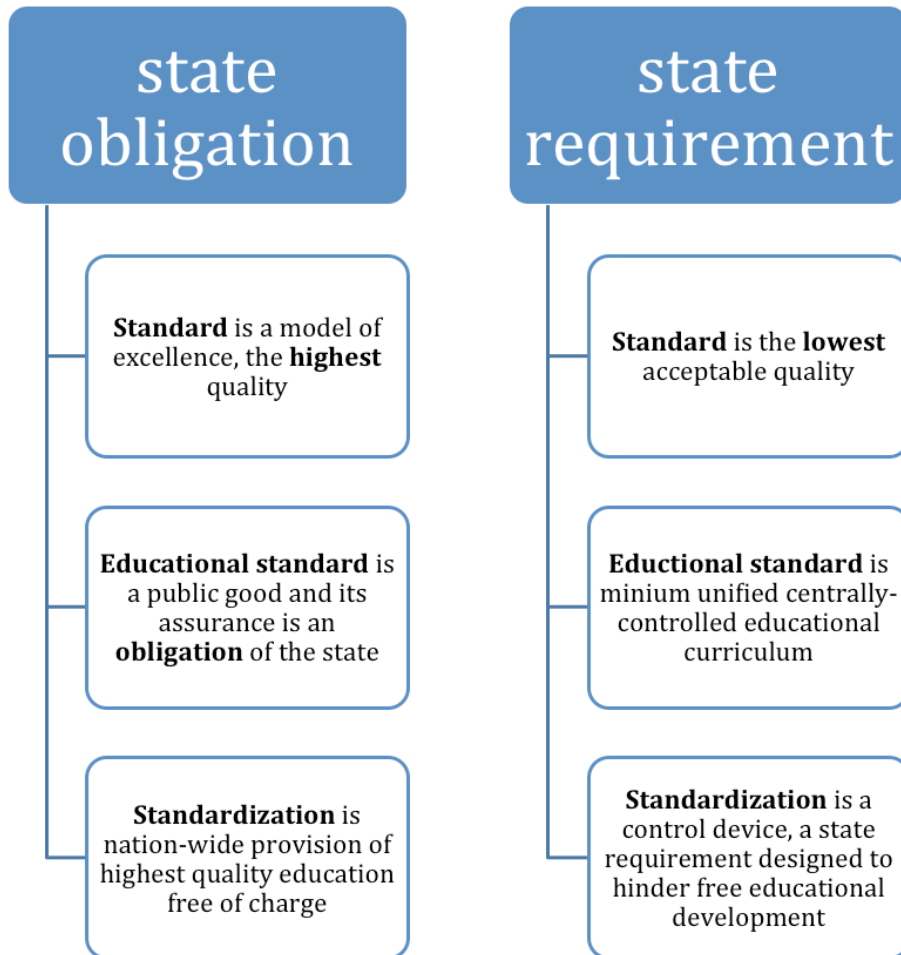 state
obligation
Standard is a model of
excellence, the highest
quality
Educational standard is
a public good and its
assurance is an
obligation of the state
Standardization is
nation-wide provision of
highest quality education
free of charge
state
requirement
Standard is the lowest
acceptable quality
Eductional standard is
minium unified centrally-
controlled educational
curriculum
Standardization is a
control device, a state
requirement designed to
hinder free educational
development